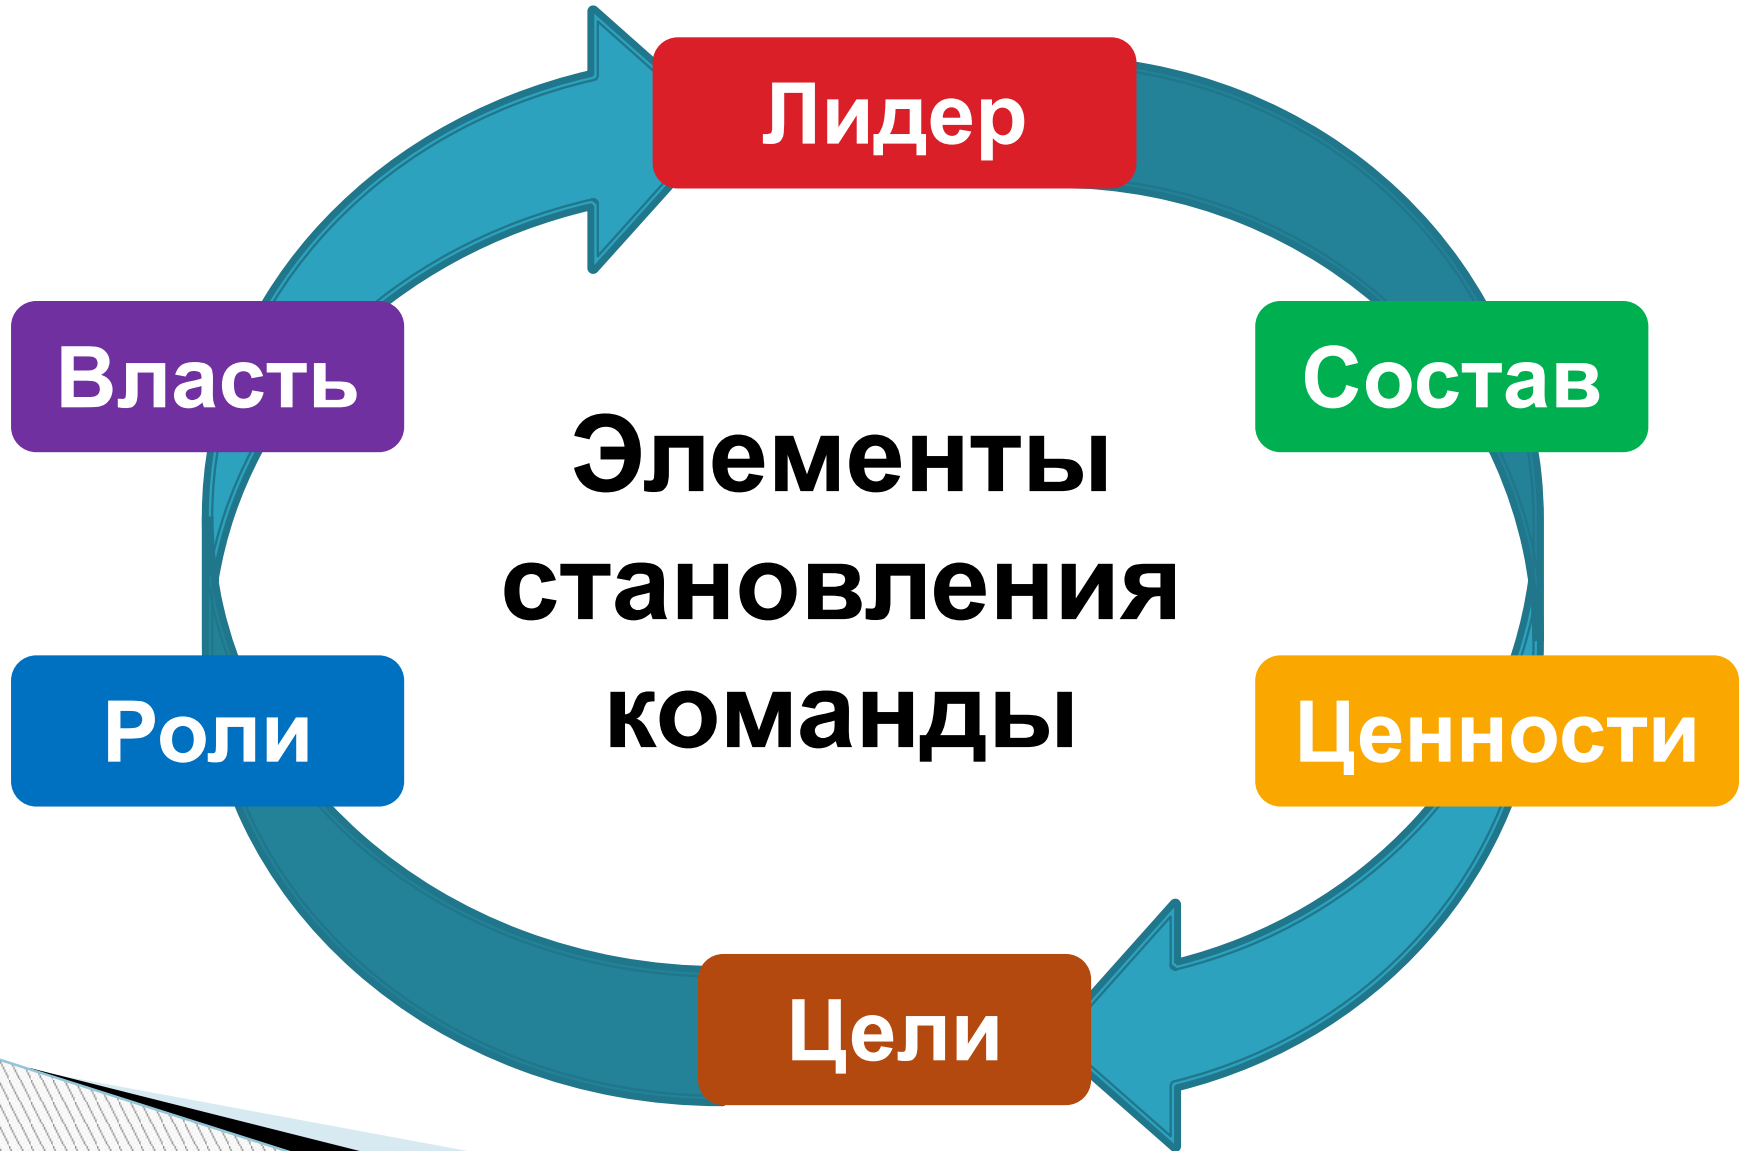 Лидер
Власть
Состав
Элементы
становления
команды
Роли
Ценности
Цели